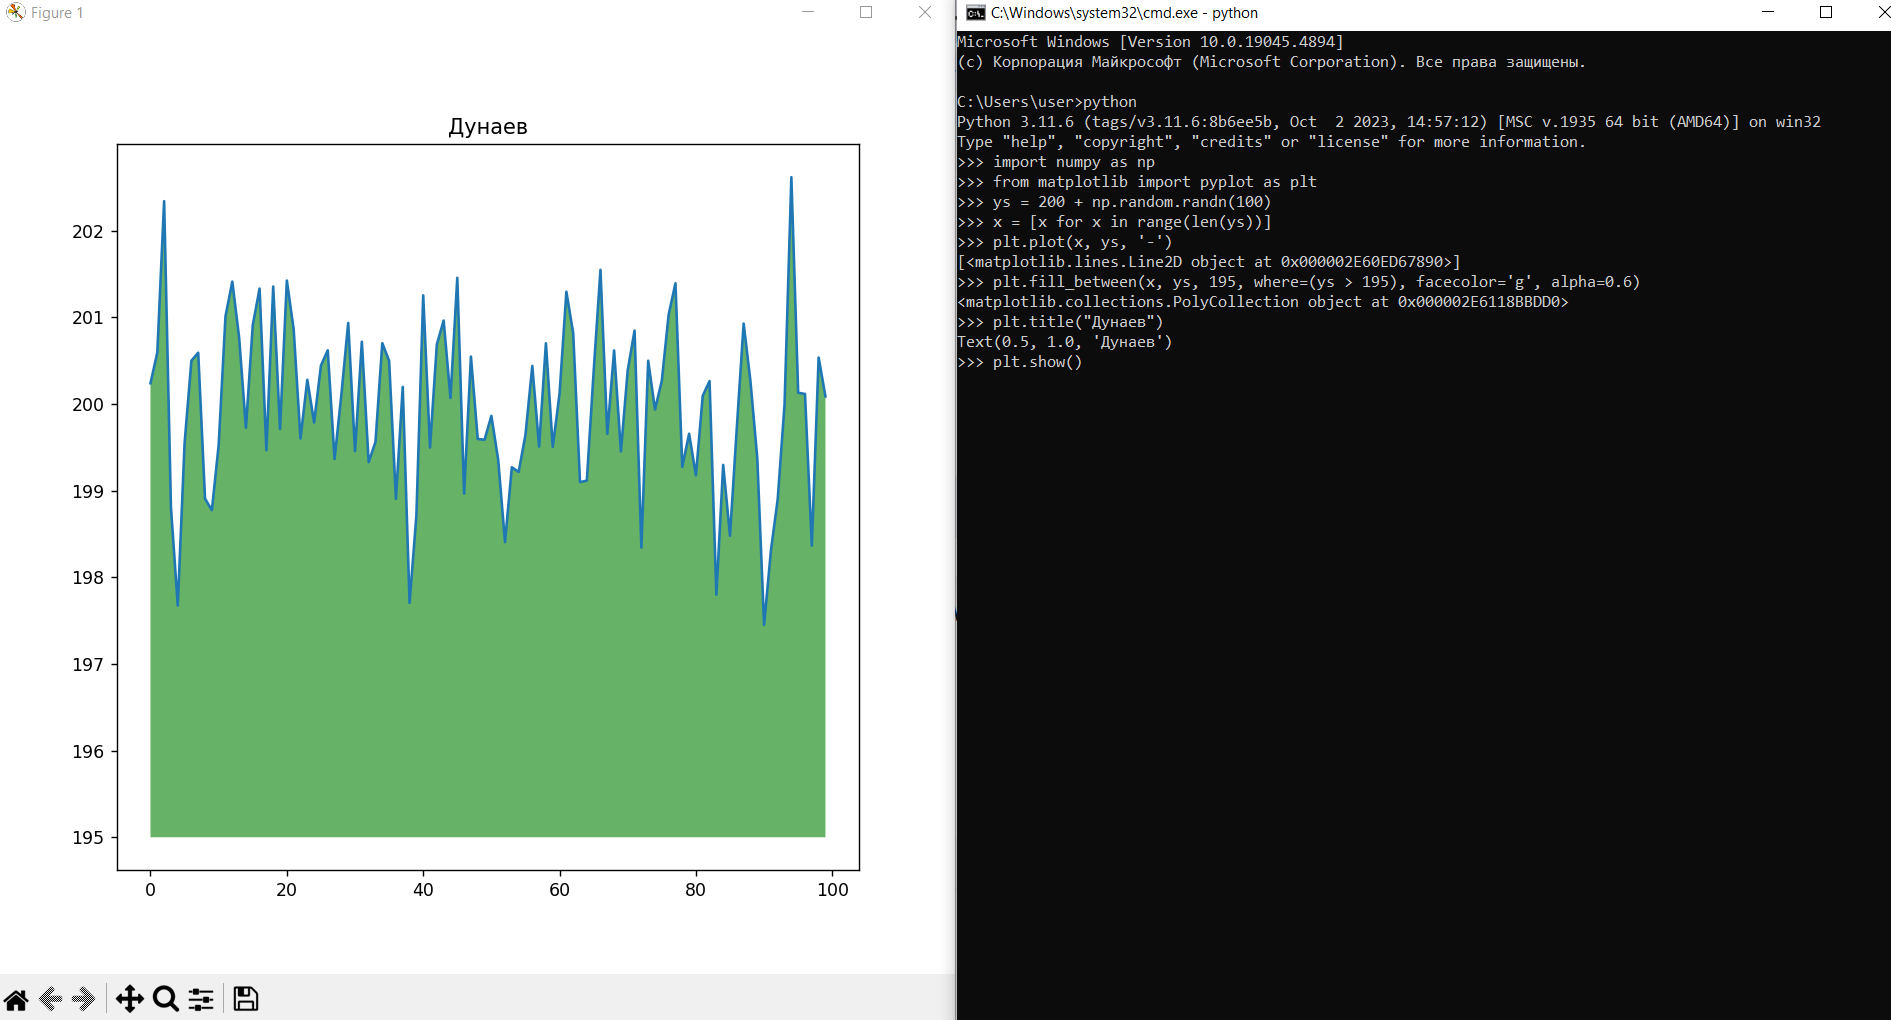 Figure 1
Дунаев
202
201
200
199
198
197
196
195
0 20 40 60 80 100
C:\Windows\system32\cmd.exe - python
Microsoft Windows [Version 10.0.19045.4894]
(c) Корпорация Майкрософт (Microsoft Corporation). Все права защищены.
C:\Users\user>python
Python 3.11.6 (tags/v3.11.6:8b6ee5b, Oct  2 2023, 14:57:12) [MSC v.1935 64 bit (AMD64)] on win32
Type "help", "copyright", "credits" or "license" for more information.
>>> import numpy as np
>>> from matplotlib import pyplot as plt
>>> ys = 200 + np.random.randn(100)
>>> x = [x for x in range(len(ys))]
>>> plt.plot(x, ys, '-')
[<matplotlib.lines.Line2D object at 0x000002E60ED67890>]
>>> plt.fill_between(x, ys, 195, where=(ys > 195), facecolor='g', alpha=0.6)
<matplotlib.collections.PolyCollection object at 0x000002E6118BBDD0>
>>> plt.title("Дунаев")
Text(0.5, 1.0, 'Дунаев')
>>> plt.show()